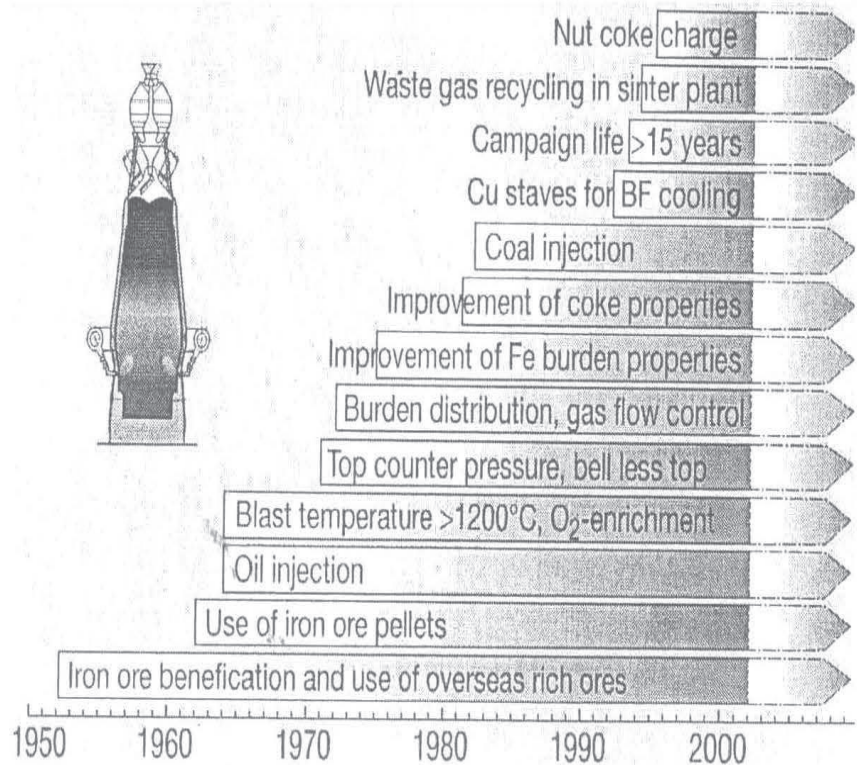 Nut coke charge
Waste gas recycling in sinter plant
Campaign life >15 years
Cu staves for BF cooling
Coal injection
Improvement of coke properties
Improvement of Fe burden properties
Burden distribution, gas flow control
Top counter pressure, bell less top
Blast temperature >1200°C, O₂-enrichment
Oil injection
Use of iron ore pellets
Iron ore benefication and use of overseas rich ores
1950 1960 1970 1980 1990 2000